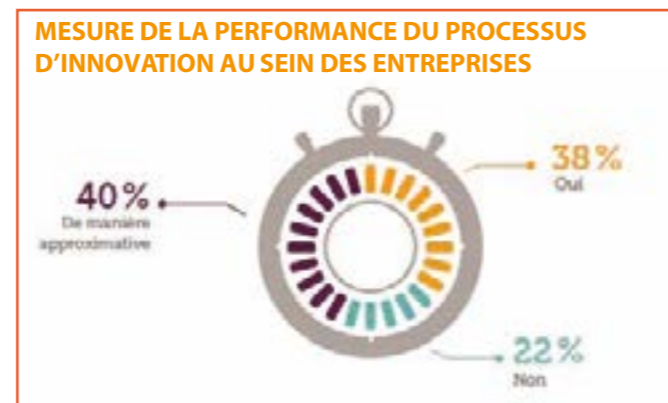 MESURE DE LA PERFORMANCE DU PROCESSUS
D’INNOVATION AU SEIN DES ENTREPRISES
38%
Oui
40%
De manière
approximative
22%
Non